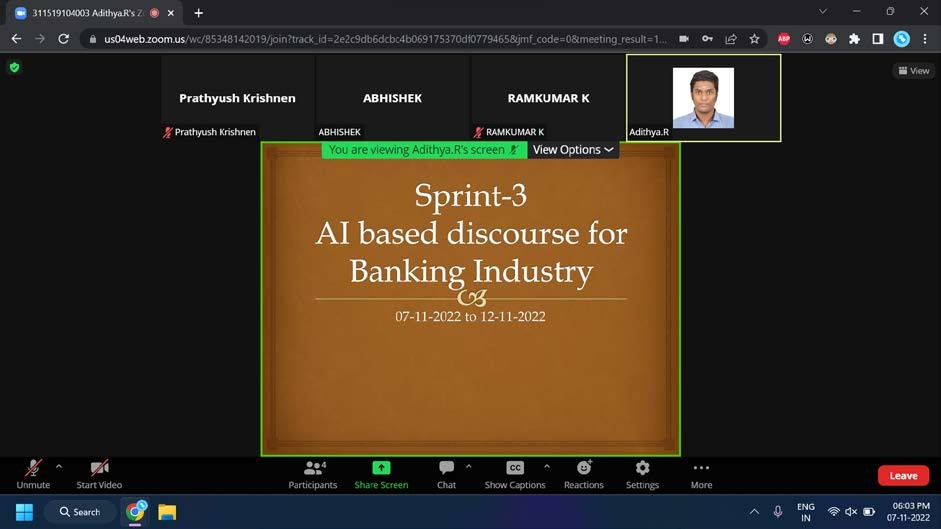 311519104003 Adithya.R's Z
us04web.zoom.us/wc/85348142019/join?track_id=2e2c9db6dcbc4b069175370df0779465&jmf_code=0&meeting_result=1...
ABP
View
Prathyush Krishnen
ABHISHEK
RAMKUMAR K
Prathyush Krishnen
ABHISHEK
RAMKUMAR K
Adithya.R
You are viewing Adithya.R's screen
View Options
Sprint-3
AI based discourse for
Banking Industry
07-11-2022 to 12-11-2022
Unmute
Start Video
4
Participants
Share Screen
Chat
CC
Show Captions
Reactions
Settings
More
Leave
Search
ENG
IN
06:03 PM
07-11-2022